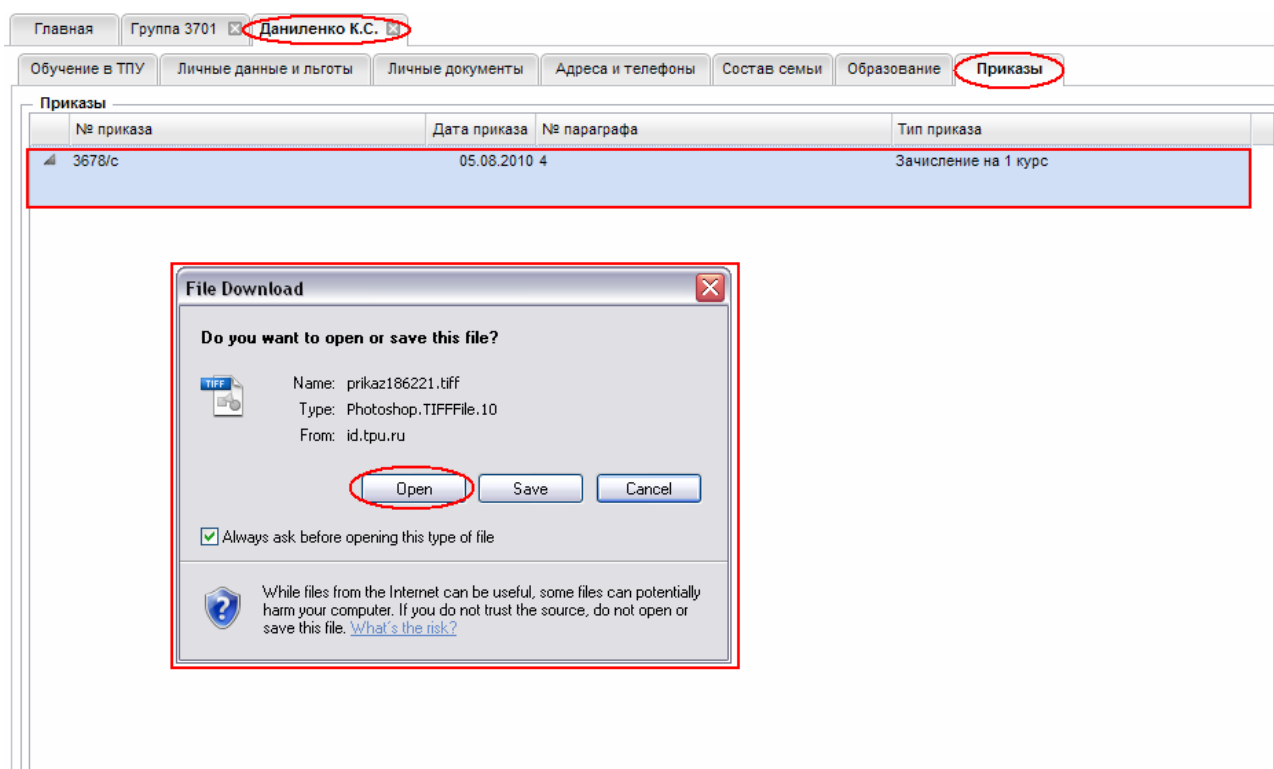 Главная Группа 3701 Даниленко К.С.
Обучение в ТПУ Личные данные и льготы Личные документы Адреса и телефоны Состав семьи Образование Приказы
Приказы
№ приказа Дата приказа № параграфа Тип приказа
3678/с 05.08.2010 4 Зачисление на 1 курс
File Download
Do you want to open or save this file?
TIFF
Name: prikaz186221.tiff
Type: Photoshop.TIFFFile.10
From: id.tpu.ru
Open Save Cancel
Always ask before opening this type of file
While files from the Internet can be useful, some files can potentially
harm your computer. If you do not trust the source, do not open or
save this file. What's the risk?